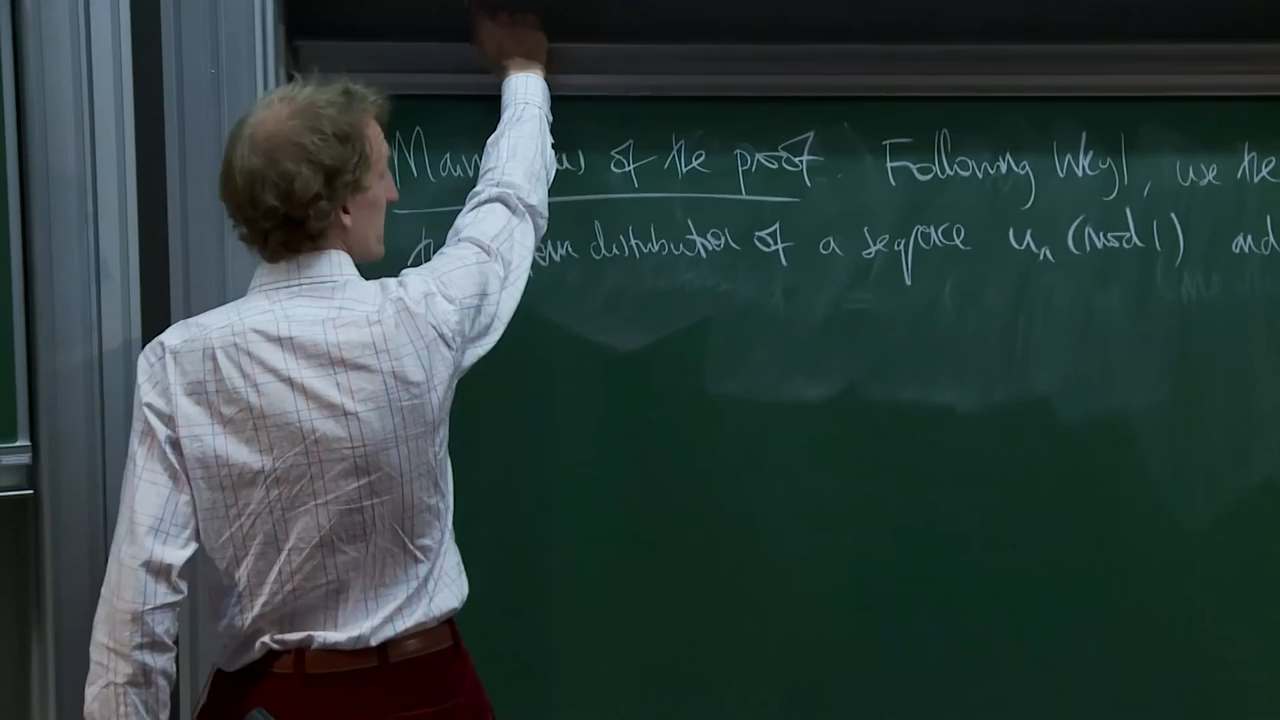 Main ideas of the proof. Following Weyl, use the
distribution of a sequence uₙ (mod 1) and